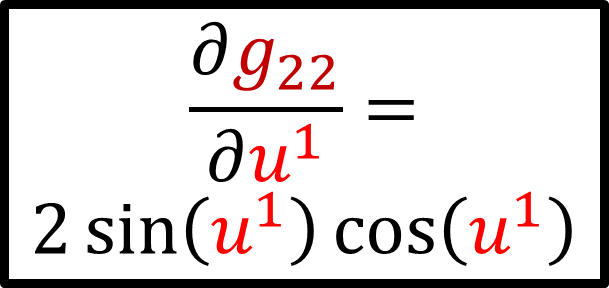 ∂g₂₂/∂u¹ =
2 sin(u¹) cos(u¹)